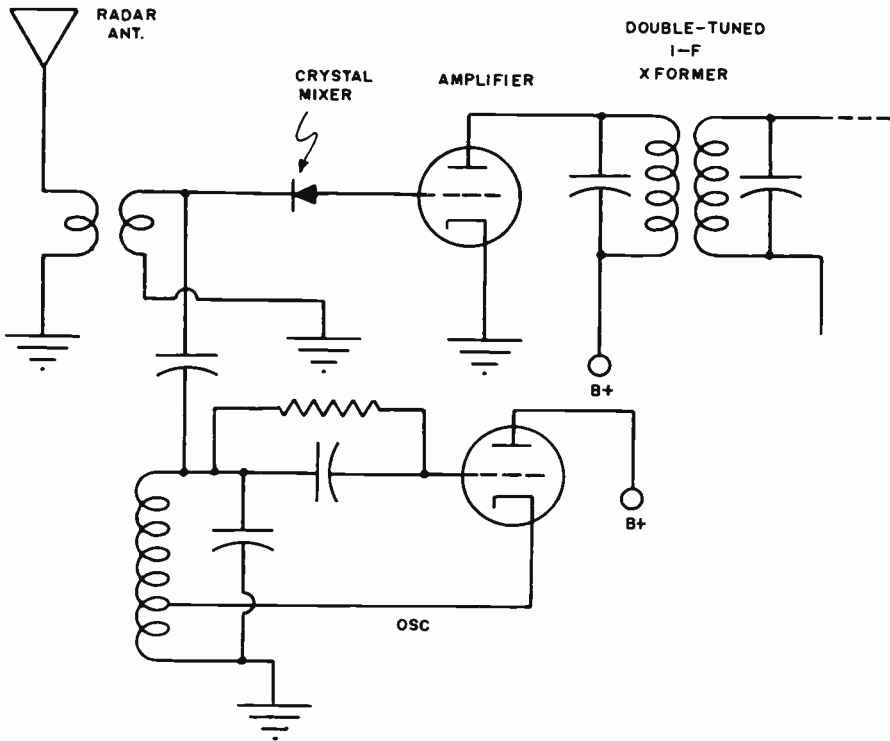 RADAR
ANT.
CRYSTAL
MIXER
AMPLIFIER
DOUBLE-TUNED
I-F
XFORMER
B+
B+
OSC